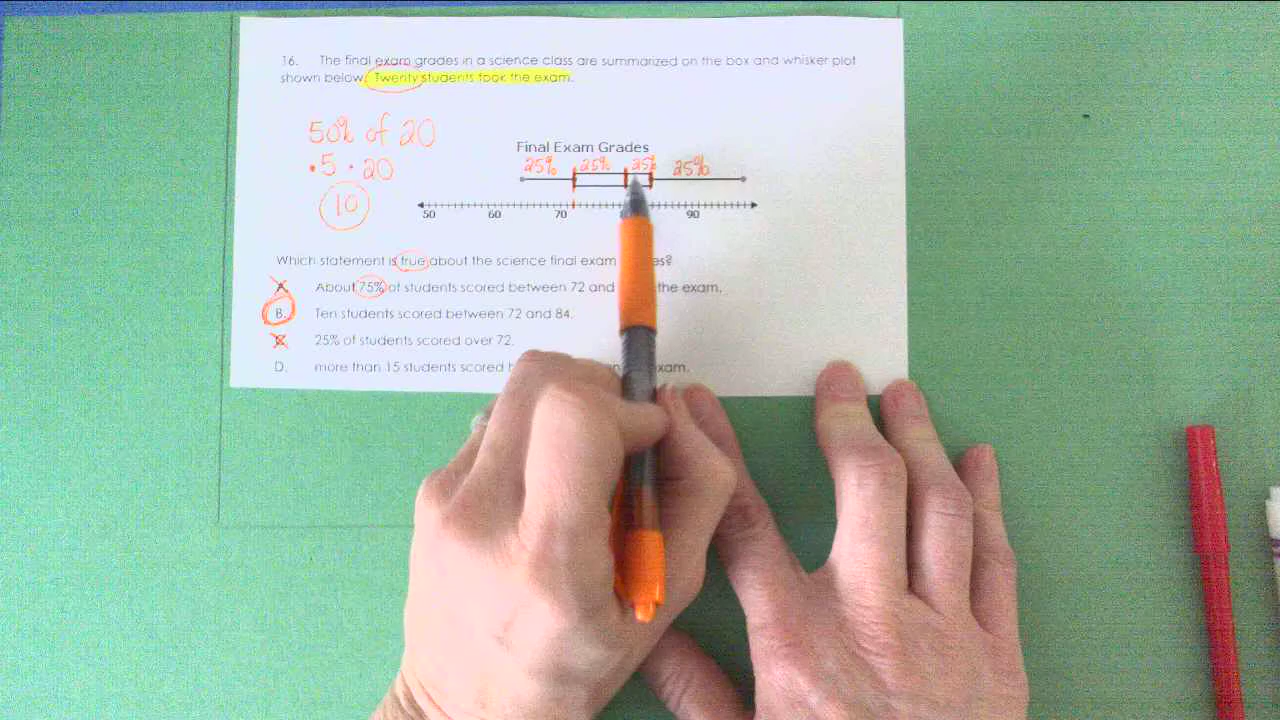 16. The final exam grades in a science class are summarized on the box and whisker plot
shown below. Twenty students took the exam.
50% of 20
.5 · 20
10
Final Exam Grades
25% 25% 25% 25%
50 60 70 90
Which statement is true about the science final exam es?
A. About 75% of students scored between 72 and the exam.
B. Ten students scored between 72 and 84.
C. 25% of students scored over 72.
D. more than 15 students scored exam.